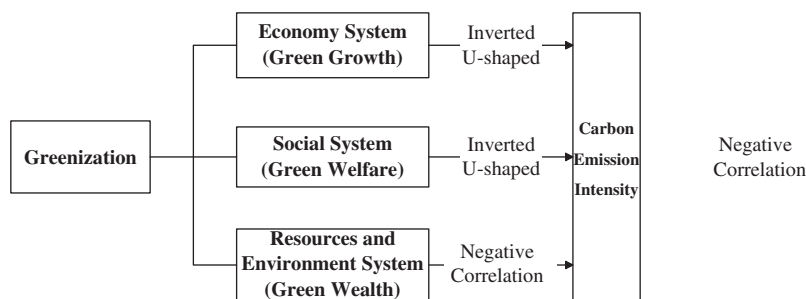 Greenization
Economy System
(Green Growth)
Inverted
U-shaped
Social System
(Green Welfare)
Inverted
U-shaped
Resources and
Environment System
(Green Wealth)
Negative
Correlation
Carbon
Emission
Intensity
Negative
Correlation